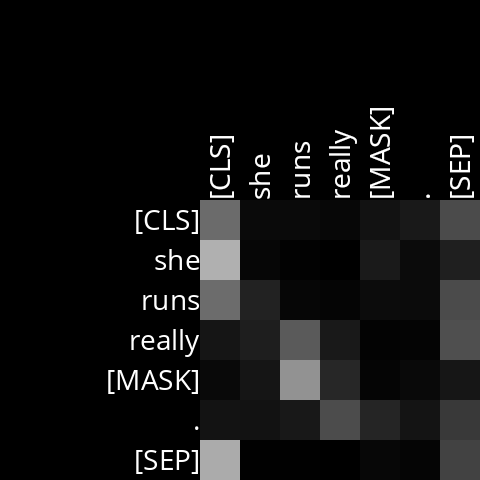 [CLS] she runs really [MASK] . [SEP]
[CLS]
she
runs
really
[MASK]
.
[SEP]